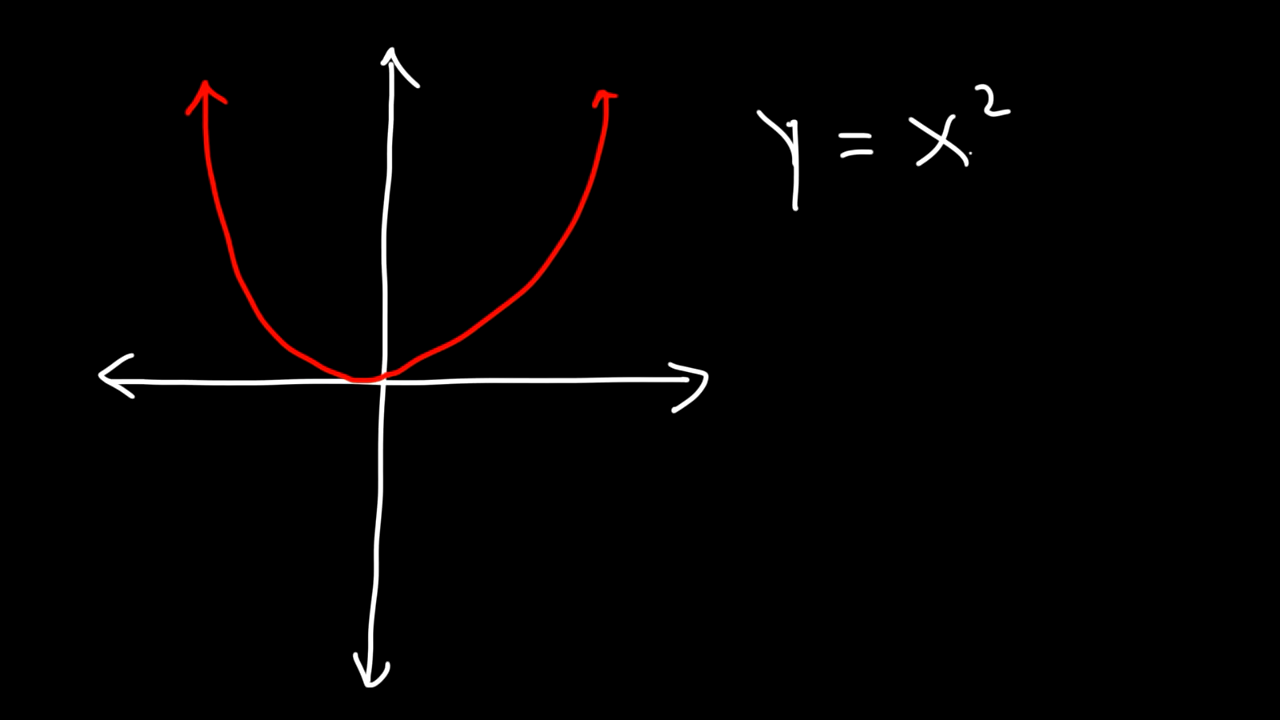 y = x²